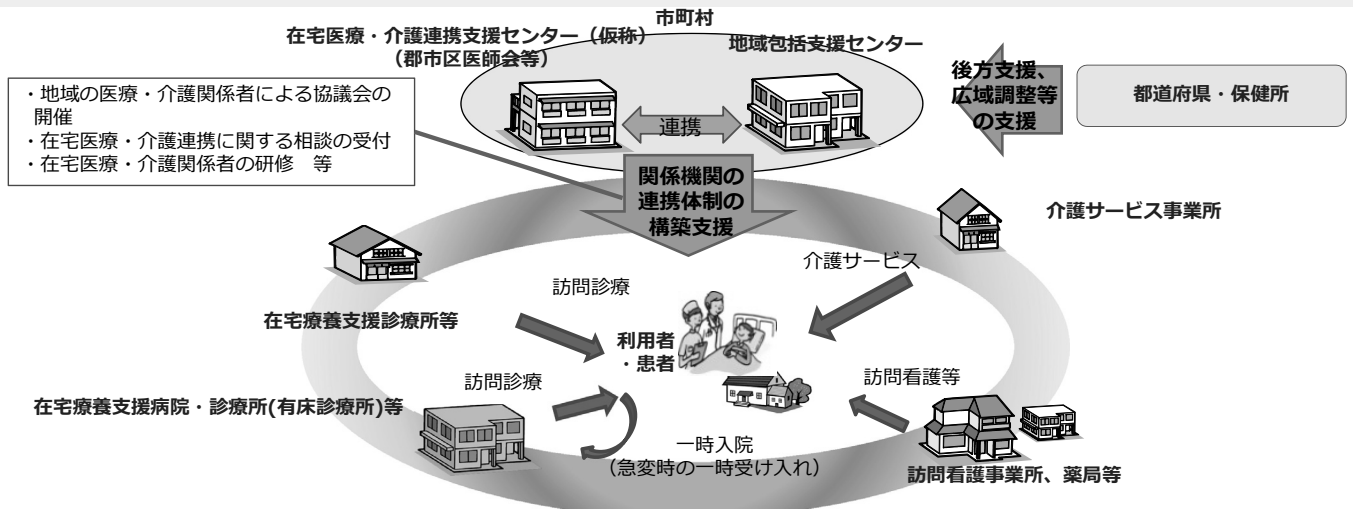 市町村
在宅医療・介護連携支援センター（仮称）
（郡市区医師会等）
地域包括支援センター
後方支援、
広域調整等
の支援
都道府県・保健所
・地域の医療・介護関係者による協議会の
開催
・在宅医療・介護連携に関する相談の受付
・在宅医療・介護関係者の研修　等
連携
関係機関の
連携体制の
構築支援
介護サービス事業所
介護サービス
訪問診療
在宅療養支援診療所等
利用者
・患者
訪問診療
訪問看護等
在宅療養支援病院・診療所(有床診療所)等
一時入院
（急変時の一時受け入れ）
訪問看護事業所、薬局等